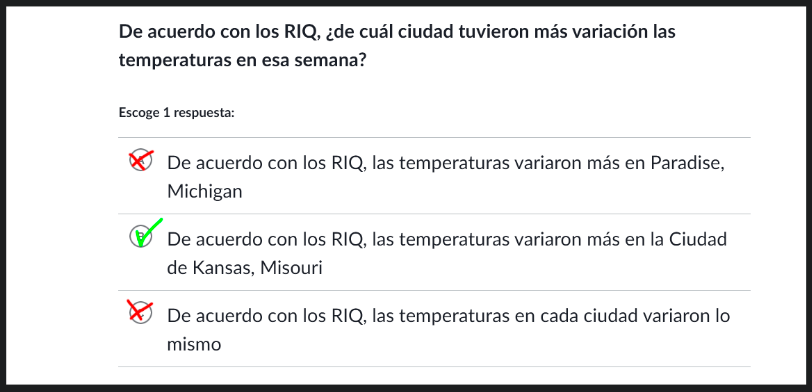 De acuerdo con los RIQ, ¿de cuál ciudad tuvieron más variación las
temperaturas en esa semana?
Escoge 1 respuesta:
De acuerdo con los RIQ, las temperaturas variaron más en Paradise,
Michigan
De acuerdo con los RIQ, las temperaturas variaron más en la Ciudad
de Kansas, Misouri
De acuerdo con los RIQ, las temperaturas en cada ciudad variaron lo
mismo